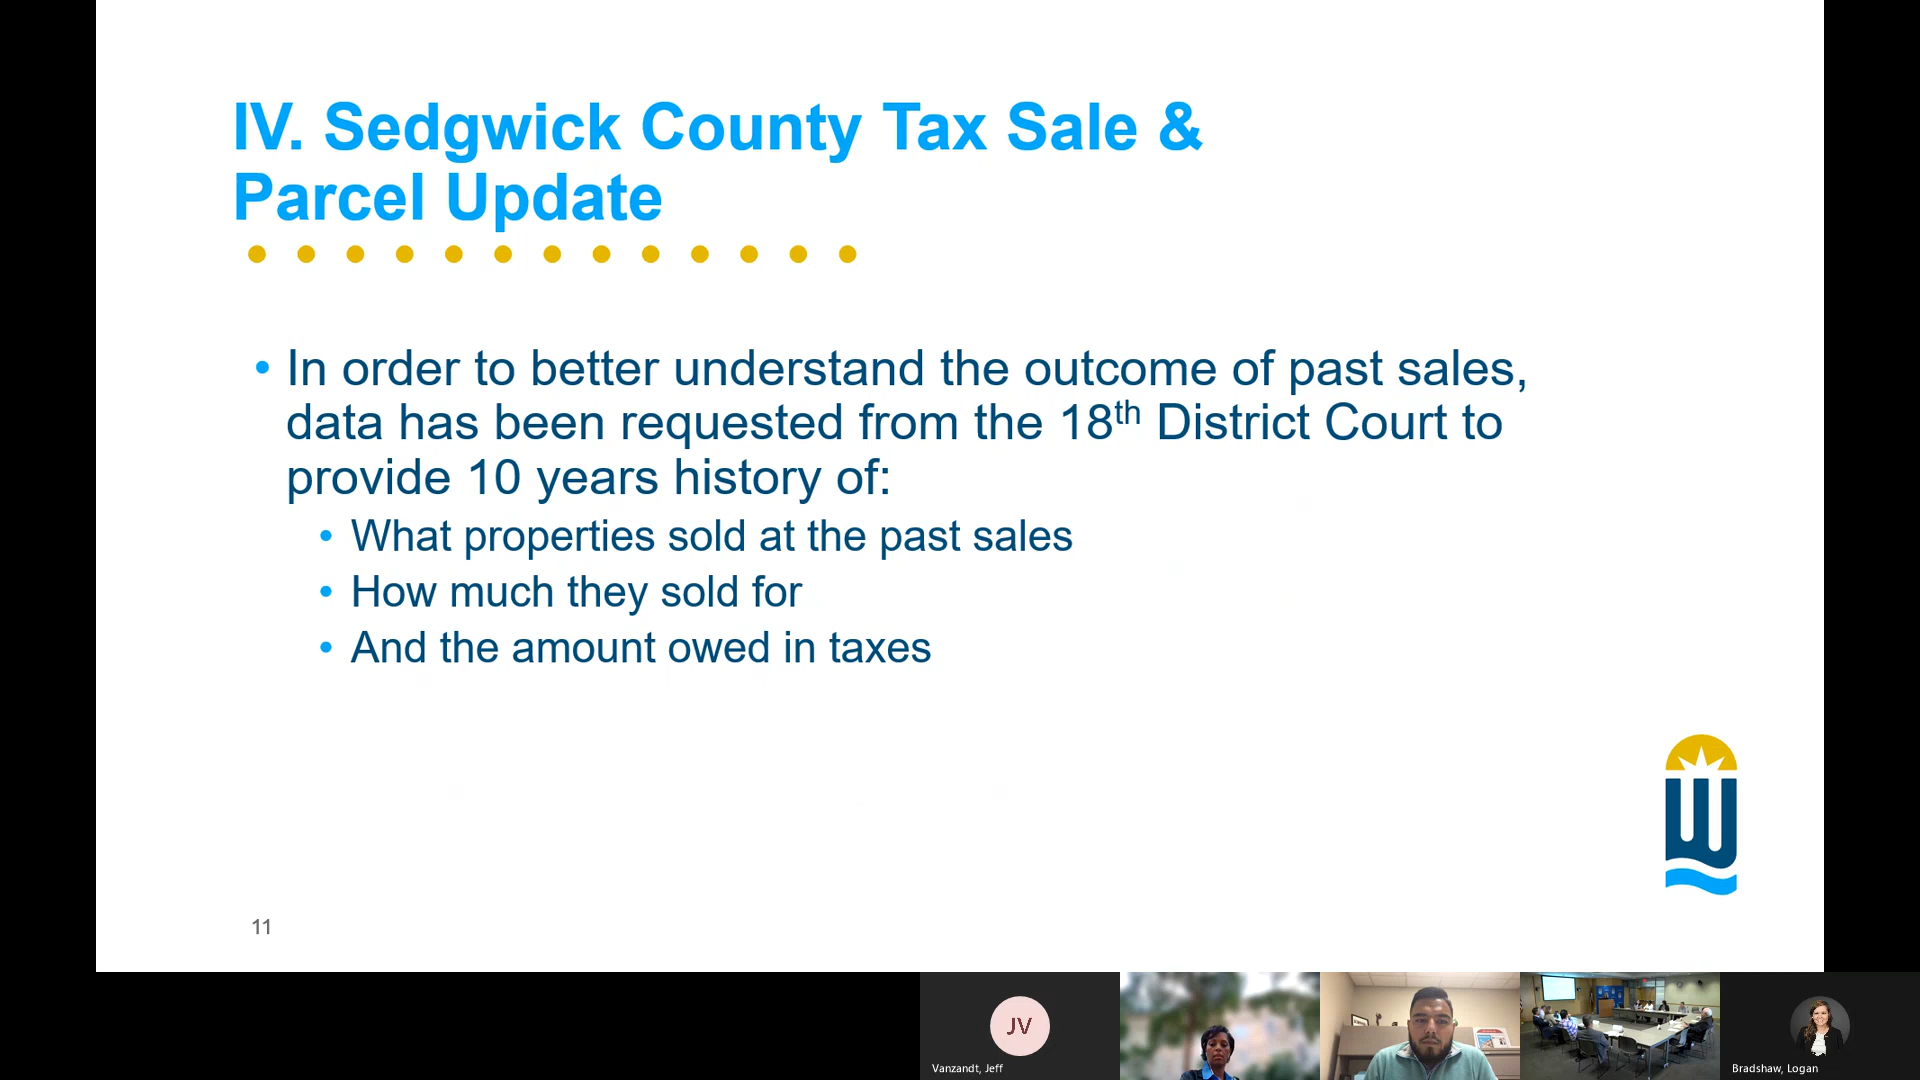 IV. Sedgwick County Tax Sale &
Parcel Update
• In order to better understand the outcome of past sales,
data has been requested from the 18th District Court to
provide 10 years history of:
• What properties sold at the past sales
• How much they sold for
• And the amount owed in taxes
11
JV
Vanzandt, Jeff
Bradshaw, Logan